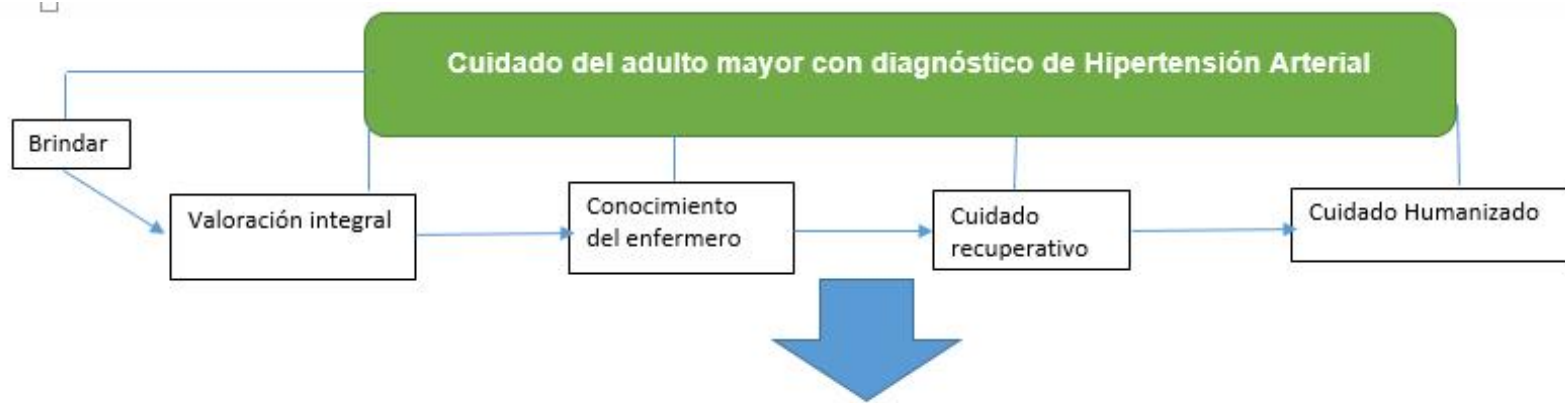 Cuidado del adulto mayor con diagnóstico de Hipertensión Arterial
Brindar
Valoración integral
Conocimiento
del enfermero
Cuidado
recuperativo
Cuidado Humanizado